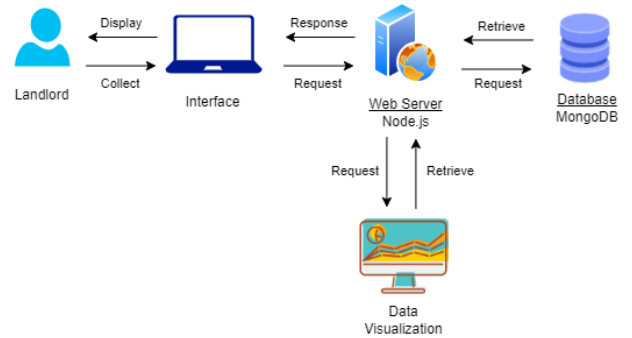 Display
Response
Retrieve
Collect
Request
Request
Landlord
Interface
Web Server
Node.js
Database
MongoDB
Request
Retrieve
Data
Visualization